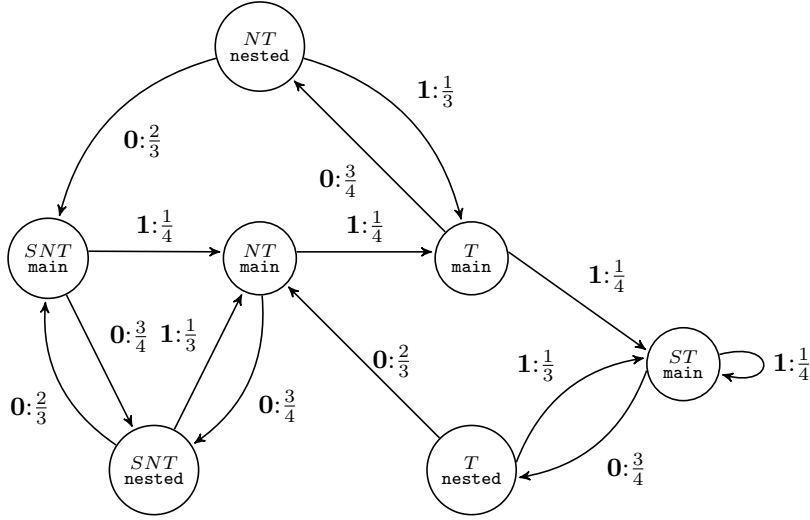 NT
nested
1:1/3
0:2/3
0:3/4
1:1/4
1:1/4
SNT
main
NT
main
T
main
1:1/4
0:3/4
1:1/3
0:2/3
1:1/3
ST
main
1:1/4
0:2/3
0:3/4
SNT
nested
T
nested
0:3/4